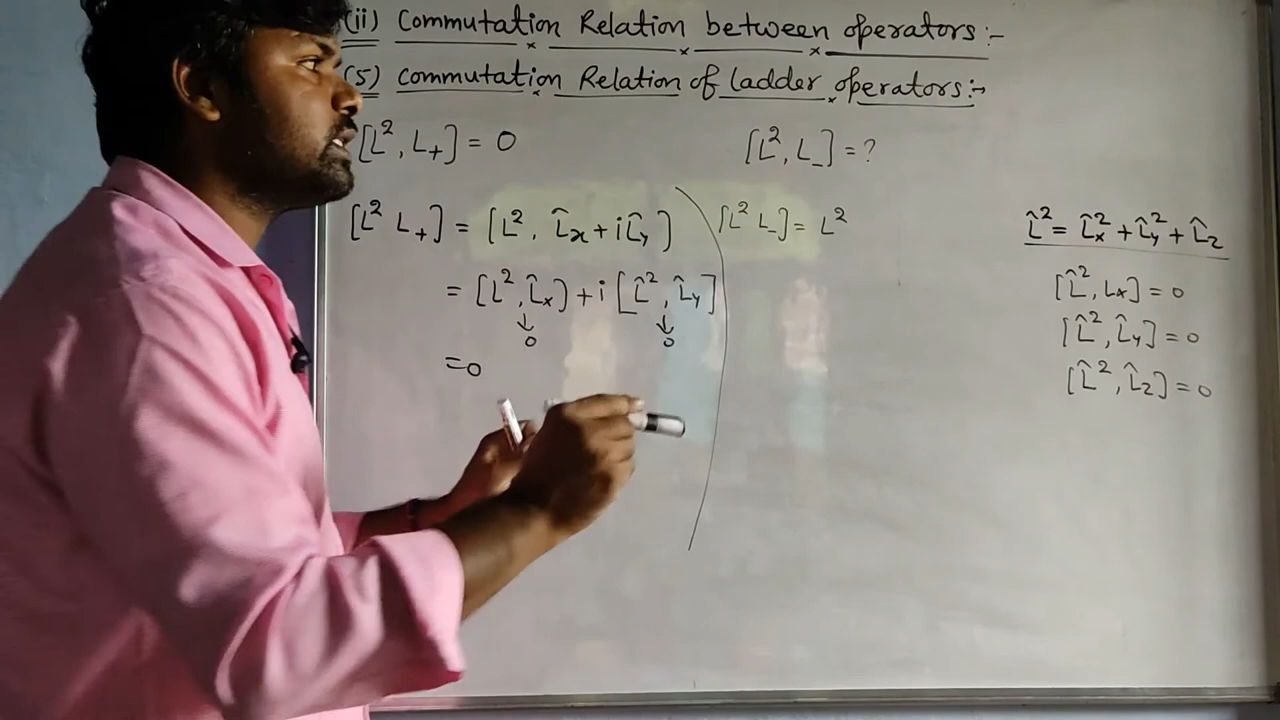 (ii) Commutation Relation between operators:-
(5) Commutation Relation of ladder operators:-
[L², L₊] = 0
[L², L₋] = ?
[L² L₊] = [L², L̂x + iL̂y]
= [L², L̂x] + i [L̂², L̂y]
↓ ↓
0 0
=0
[L² L₋] = L²
L̂² = L̂x² + L̂y² + L̂z
[L̂², Lx] = 0
[L̂², L̂y] = 0
[L̂², L̂z] = 0